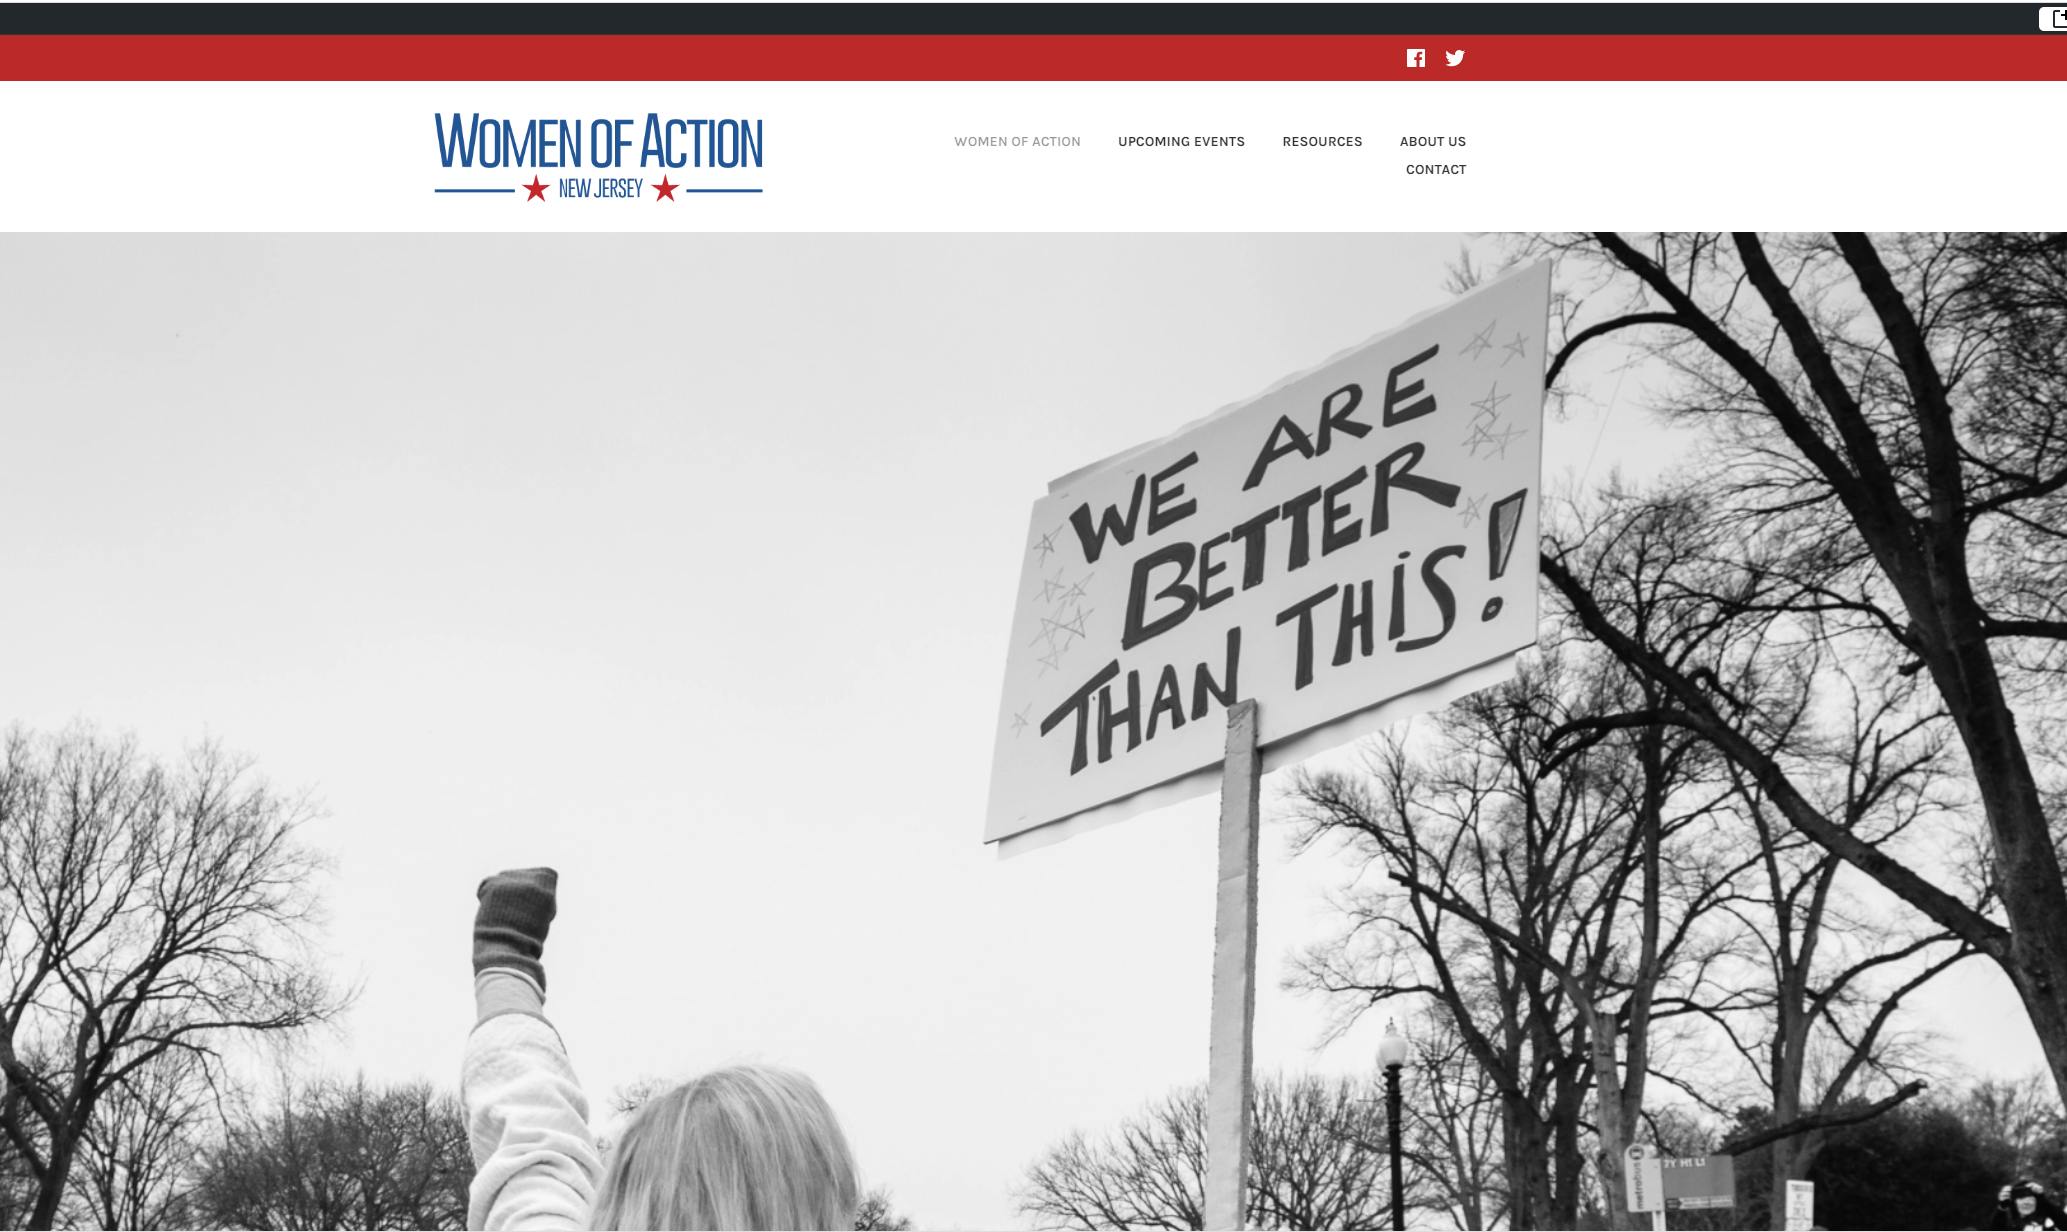 WOMEN OF ACTION
NEW JERSEY
WOMEN OF ACTION UPCOMING EVENTS RESOURCES ABOUT US
CONTACT
WE ARE
BETTER
THAN THIS!
metrobus